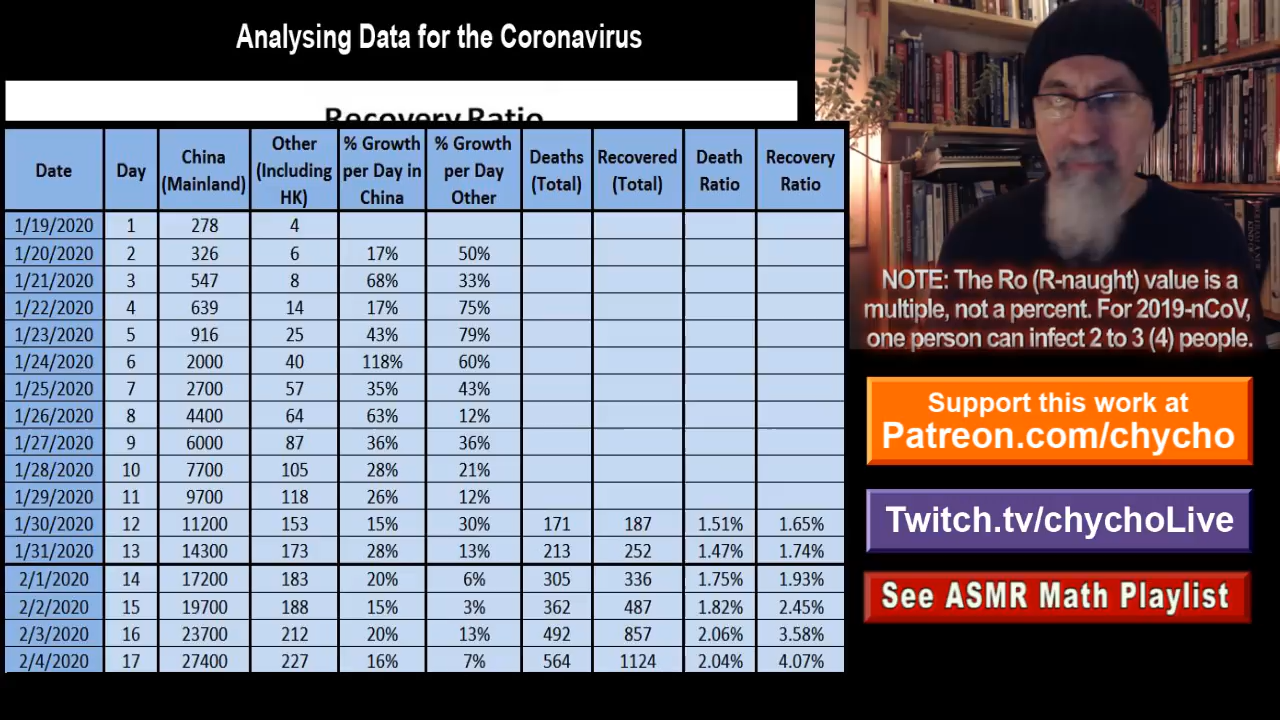 Analysing Data for the Coronavirus
Recovery Ratio
Date Day China (Mainland) Other (Including HK) % Growth per Day in China % Growth per Day Other Deaths (Total) Recovered (Total) Death Ratio Recovery Ratio
1/19/2020 1 278 4
1/20/2020 2 326 6 17% 50%
1/21/2020 3 547 8 68% 33%
1/22/2020 4 639 14 17% 75%
1/23/2020 5 916 25 43% 79%
1/24/2020 6 2000 40 118% 60%
1/25/2020 7 2700 57 35% 43%
1/26/2020 8 4400 64 63% 12%
1/27/2020 9 6000 87 36% 36%
1/28/2020 10 7700 105 28% 21%
1/29/2020 11 9700 118 26% 12%
1/30/2020 12 11200 153 15% 30% 171 187 1.51% 1.65%
1/31/2020 13 14300 173 28% 13% 213 252 1.47% 1.74%
2/1/2020 14 17200 183 20% 6% 305 336 1.75% 1.93%
2/2/2020 15 19700 188 15% 3% 362 487 1.82% 2.45%
2/3/2020 16 23700 212 20% 13% 492 857 2.06% 3.58%
2/4/2020 17 27400 227 16% 7% 564 1124 2.04% 4.07%
NOTE: The Ro (R-naught) value is a
multiple, not a percent. For 2019-nCoV,
one person can infect 2 to 3 (4) people.
Support this work at
Patreon.com/chycho
Twitch.tv/chychoLive
See ASMR Math Playlist